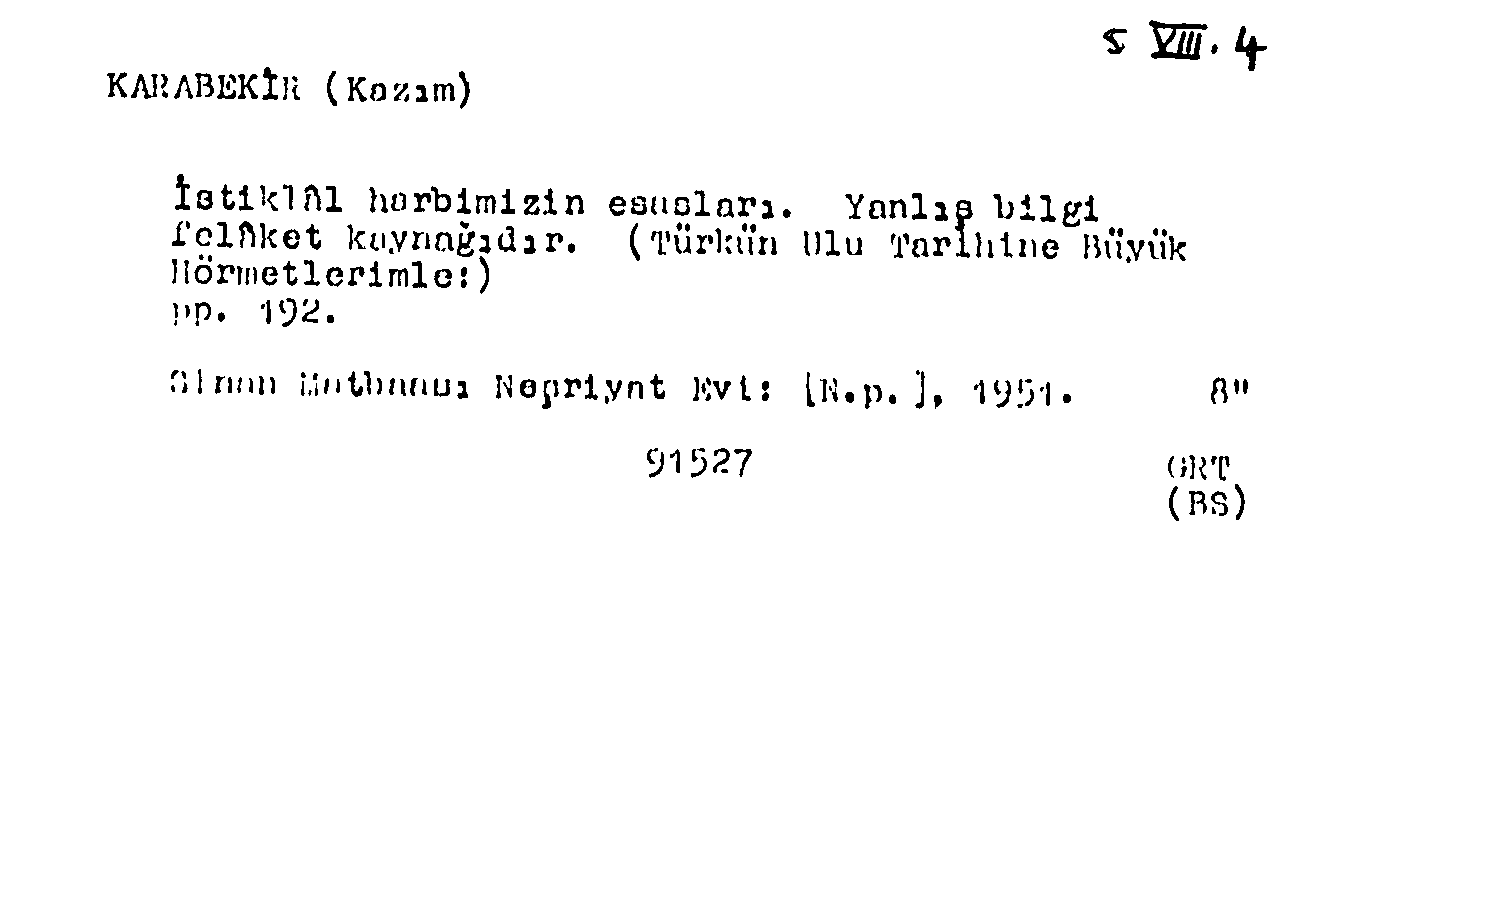 5 VIII. 4
KARABEKİR (Kazım)
İstiklâl harbimizin esasları. Yanlış bilgi
felâket kaynağıdır. (Türkün Ulu Tarihine Büyük
Hörmetlerimle:)
pp. 192.
Sinan Matbaası Neşriyat Evi: [N.p.], 1951. 8"
91527
GRT
(BS)